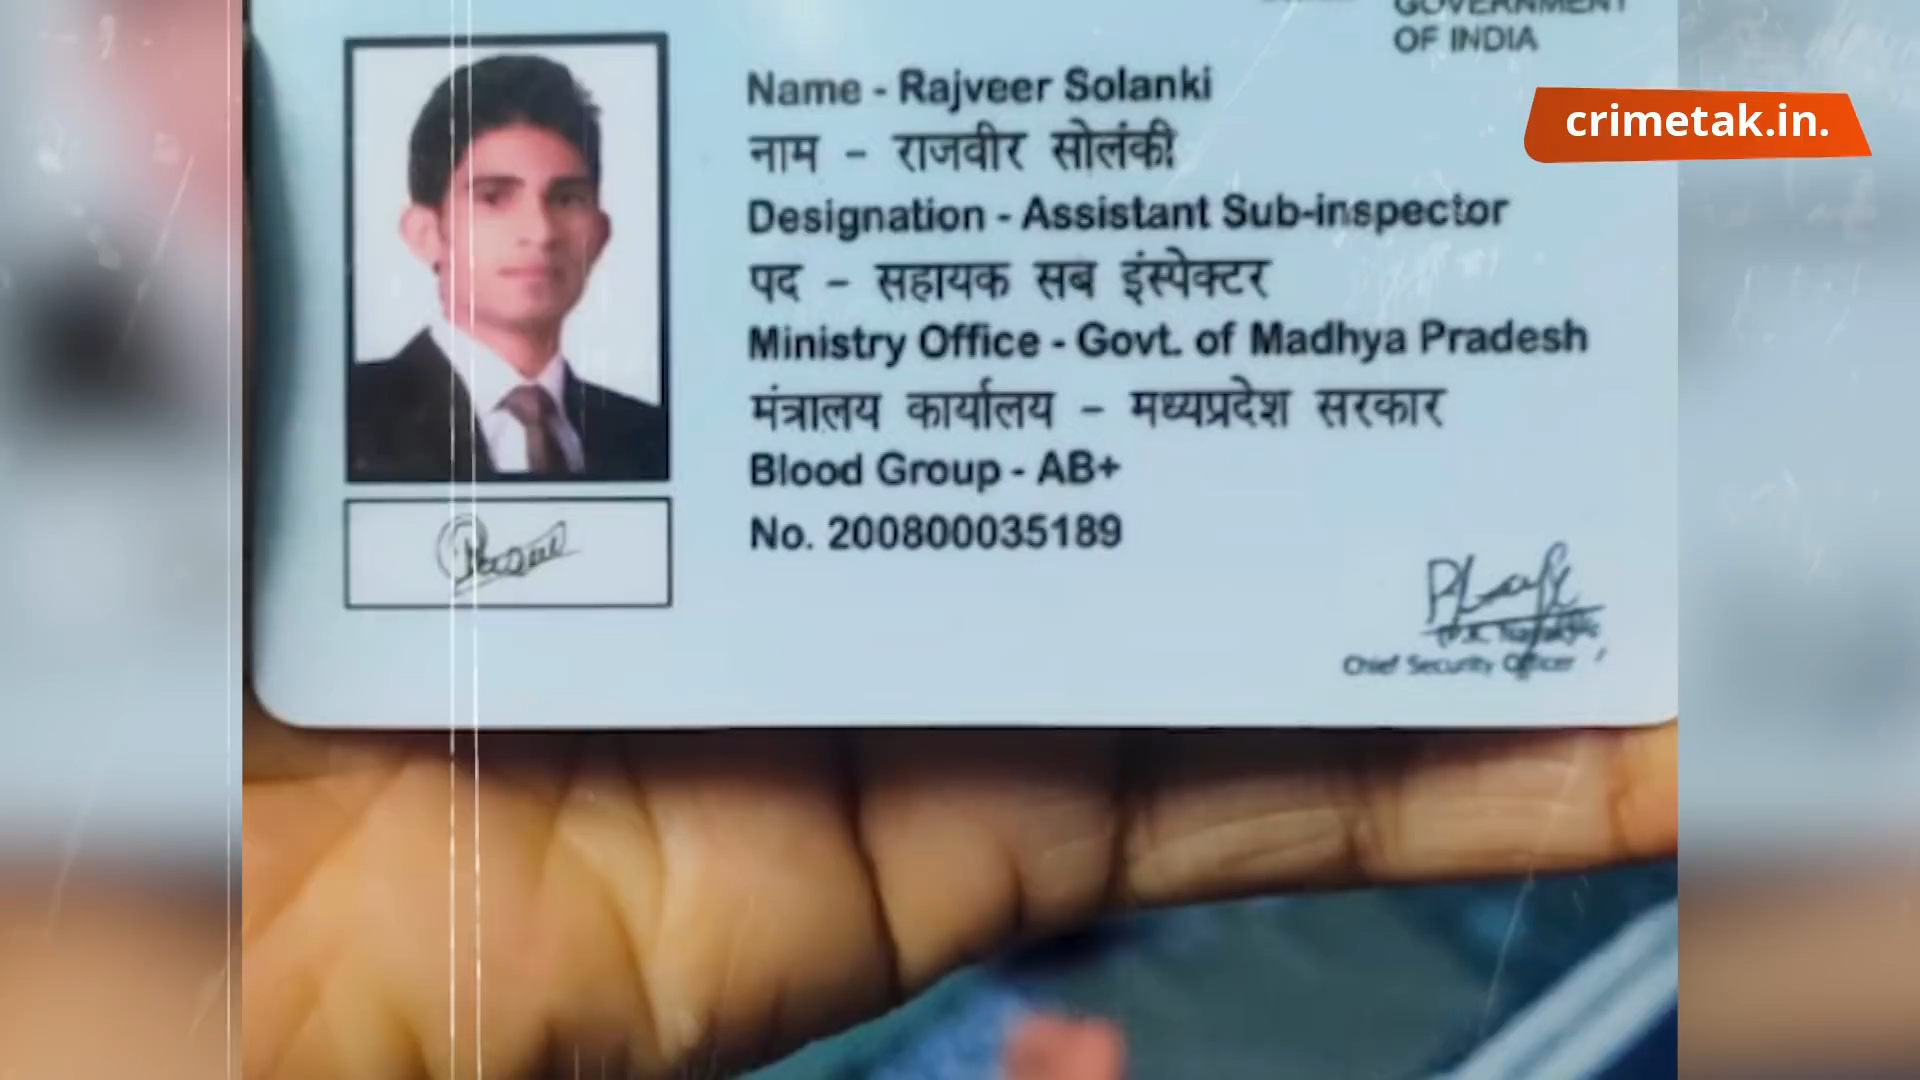 GOVERNMENT
OF INDIA
crimetak.in.
Name - Rajveer Solanki
नाम - राजवीर सोलंकी
Designation - Assistant Sub-inspector
पद - सहायक सब इंस्पेक्टर
Ministry Office - Govt. of Madhya Pradesh
मंत्रालय कार्यालय - मध्यप्रदेश सरकार
Blood Group - AB+
No. 200800035189
Chief Security Officer